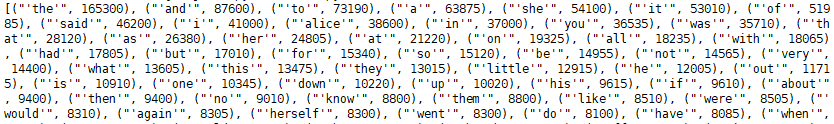 [("'the'", 165300), ("'and'", 87600), ("'to'", 73190), ("'a'", 63875), ("'she'", 54100), ("'it'", 53010), ("'of'", 519
85), ("'said'", 46200), ("'i'", 41000), ("'alice'", 38600), ("'in'", 37000), ("'you'", 36535), ("'was'", 35710), ("'th
at'", 28120), ("'as'", 26380), ("'her'", 24805), ("'at'", 21220), ("'on'", 19325), ("'all'", 18235), ("'with'", 18065)
, ("'had'", 17805), ("'but'", 17010), ("'for'", 15340), ("'so'", 15120), ("'be'", 14955), ("'not'", 14565), ("'very'",
14400), ("'what'", 13605), ("'this'", 13475), ("'they'", 13015), ("'little'", 12915), ("'he'", 12005), ("'out'", 1171
5), ("'is'", 10910), ("'one'", 10345), ("'down'", 10220), ("'up'", 10020), ("'his'", 9615), ("'if'", 9610), ("'about'"
, 9400), ("'then'", 9400), ("'no'", 9010), ("'know'", 8800), ("'them'", 8800), ("'like'", 8510), ("'were'", 8505), ("'
would'", 8310), ("'again'", 8305), ("'herself'", 8300), ("'went'", 8300), ("'do'", 8100), ("'have'", 8085), ("'when'",